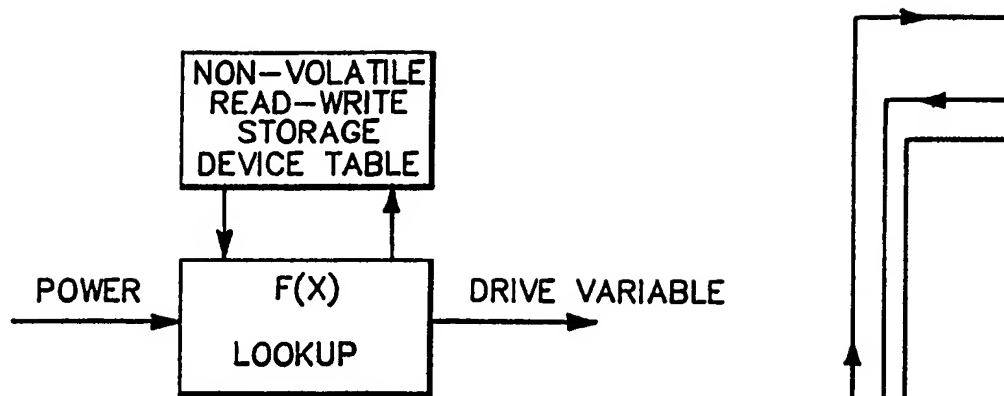 NON-VOLATILE
READ-WRITE
STORAGE
DEVICE TABLE
POWER
F(X)
DRIVE VARIABLE
LOOKUP